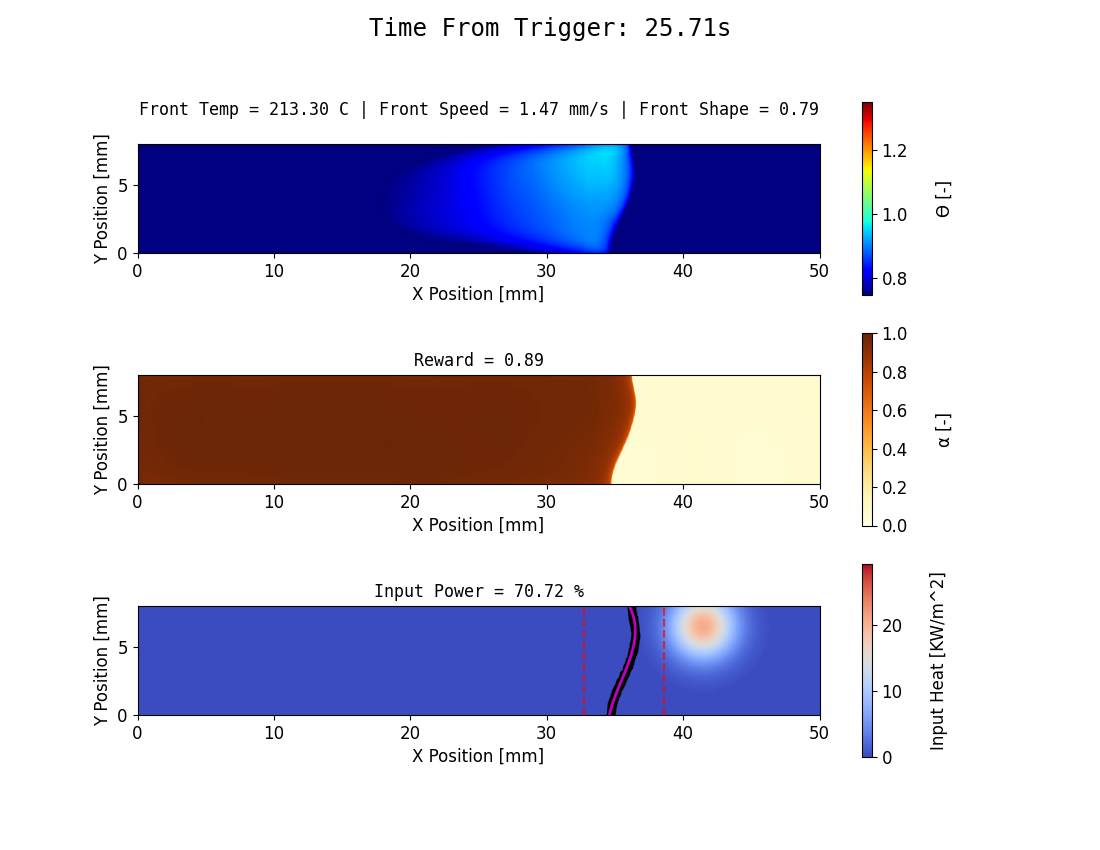 Time From Trigger: 25.71s
Front Temp = 213.30 C | Front Speed = 1.47 mm/s | Front Shape = 0.79
Y Position [mm]
5
0
0 10 20 30 40 50
X Position [mm]
1.2
1.0
0.8
Θ [-]
Reward = 0.89
Y Position [mm]
5
0
0 10 20 30 40 50
X Position [mm]
1.0
0.8
0.6
0.4
0.2
0.0
α [-]
Input Power = 70.72 %
Y Position [mm]
5
0
0 10 20 30 40 50
X Position [mm]
20
10
0
Input Heat [KW/m^2]